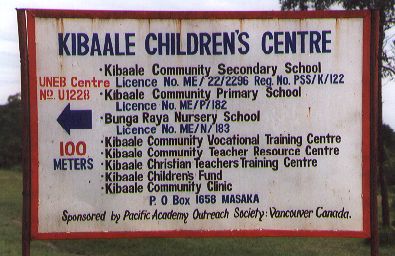 KIBAALE CHILDREN'S CENTRE
• Kibaale Community Secondary School
UNEB Centre Licence No. ME/22/2296 Reg. No. PSS/K/122
No. U1228 • Kibaale Community Primary School
Licence No. ME/P/182
• Bunga Raya Nursery School
Licence No. ME/N/183
100 METERS
• Kibaale Community Vocational Training Centre
• Kibaale Community Teacher Resource Centre
• Kibaale Christian Teachers Training Centre
• Kibaale Children's Fund
• Kibaale Community Clinic
P. O Box 1658 MASAKA
Sponsored by Pacific Academy Outreach Society: Vancouver Canada.